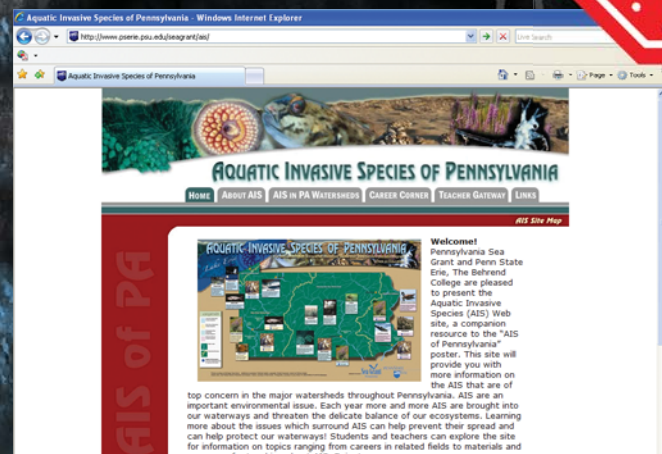 Aquatic Invasive Species of Pennsylvania - Windows Internet Explorer
http://www.pserie.psu.edu/seagrant/ais/
Live Search
Aquatic Invasive Species of Pennsylvania
Page
Tools
AQUATIC INVASIVE SPECIES OF PENNSYLVANIA
HOME
ABOUT AIS
AIS IN PA WATERSHEDS
CAREER CORNER
TEACHER GATEWAY
LINKS
AIS Site Map
AIS of PA
AQUATIC INVASIVE SPECIES OF PENNSYLVANIA
Lake Erie
Sea Grant
Welcome!
Pennsylvania Sea
Grant and Penn State
Erie, The Behrend
College are pleased
to present the
Aquatic Invasive
Species (AIS) Web
site, a companion
resource to the “AIS
of Pennsylvania”
poster. This site will
provide you with
more information on
the AIS that are of
top concern in the major watersheds throughout Pennsylvania. AIS are an
important environmental issue. Each year more and more AIS are brought into
our waterways and threaten the delicate balance of our ecosystems. Learning
more about the issues which surround AIS can help prevent their spread and
can help protect our waterways! Students and teachers can explore the site
for information on topics ranging from careers in related fields to materials and